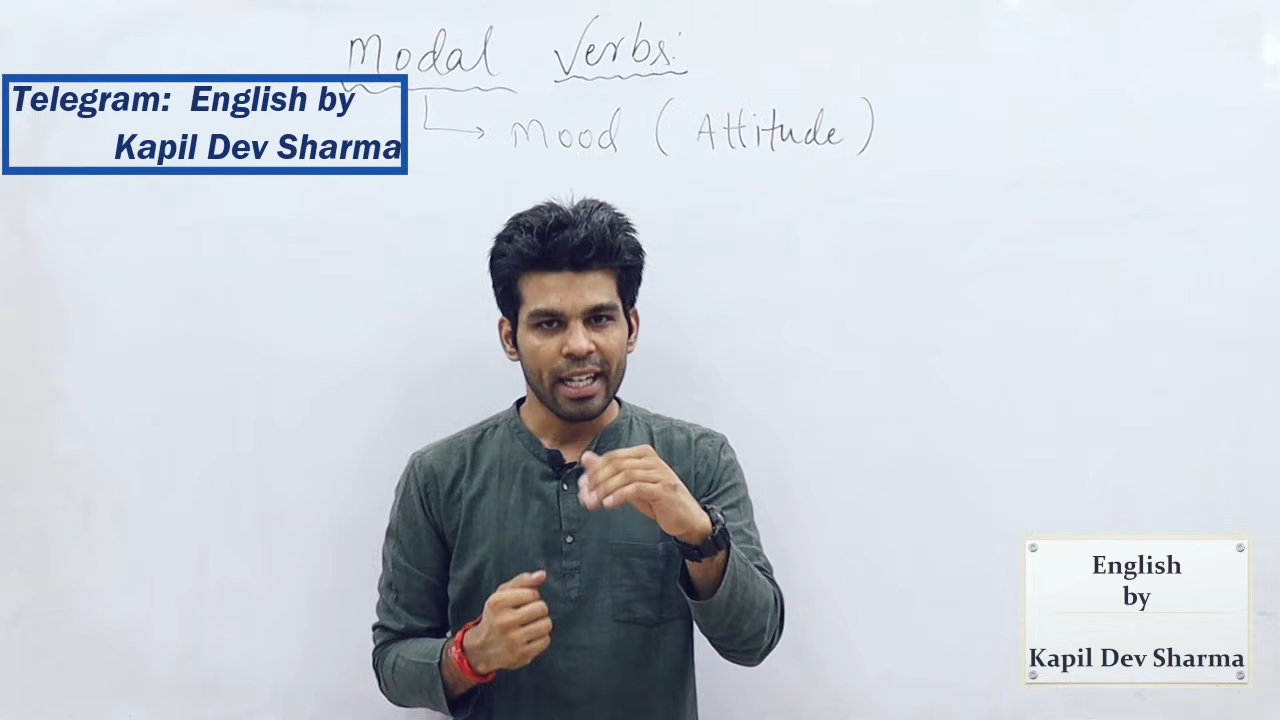 Modal Verbs:
Telegram: English by
Kapil Dev Sharma
Mood (Attitude)
English
by
Kapil Dev Sharma